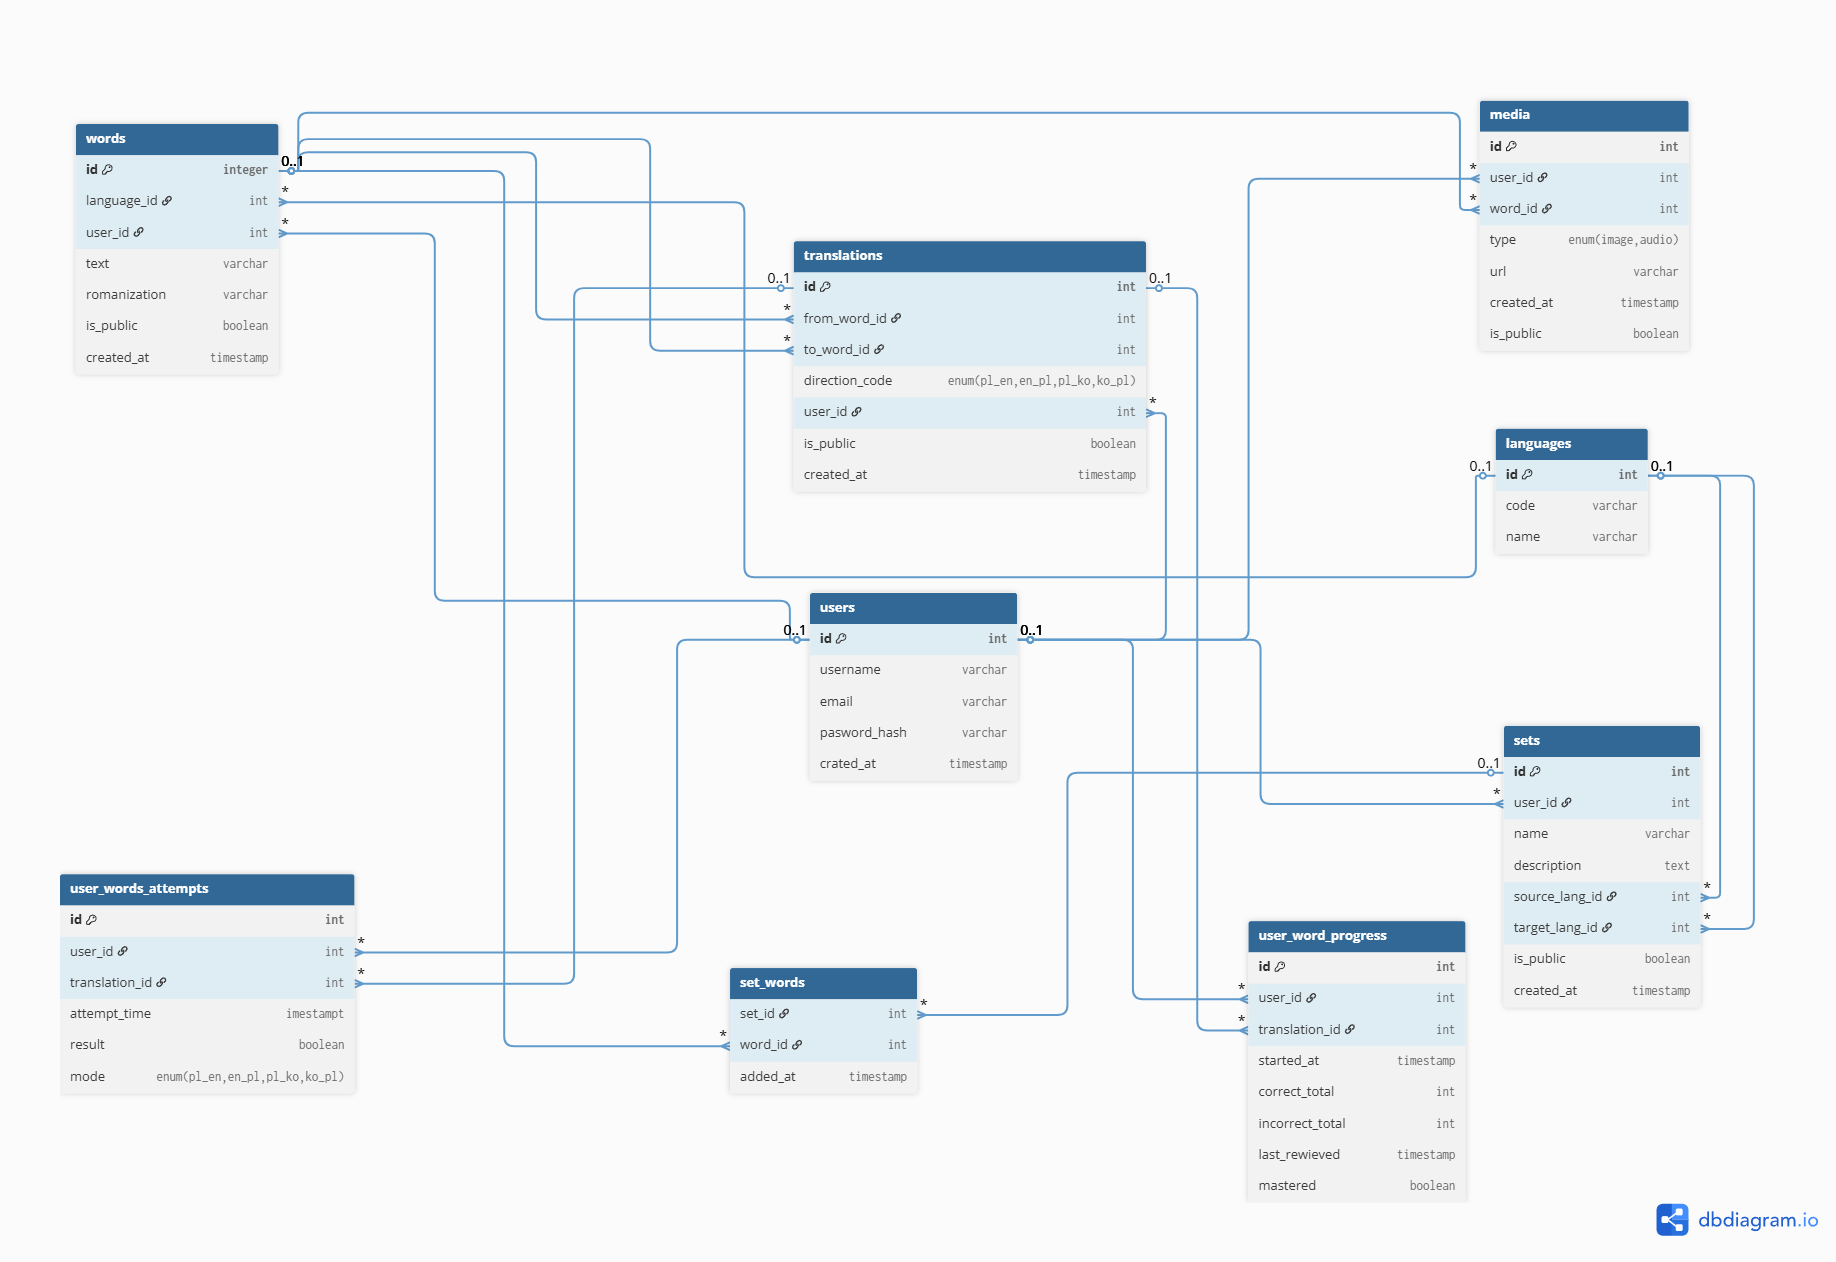 words
id integer
language_id int
user_id int
text varchar
romanization varchar
is_public boolean
created_at timestamp
0..1
*
*
translations
id int
from_word_id int
to_word_id int
direction_code enum(pl_en,en_pl,pl_ko,ko_pl)
user_id int
is_public boolean
created_at timestamp
0..1
0..1
*
*
*
media
id int
user_id int
word_id int
type enum(image,audio)
url varchar
created_at timestamp
is_public boolean
*
*
languages
id int
code varchar
name varchar
0..1
0..1
users
id int
username varchar
email varchar
pasword_hash varchar
crated_at timestamp
0..1
0..1
sets
id int
user_id int
name varchar
description text
source_lang_id int
target_lang_id int
is_public boolean
created_at timestamp
0..1
*
*
*
user_words_attempts
id int
user_id int
translation_id int
attempt_time imestampt
result boolean
mode enum(pl_en,en_pl,pl_ko,ko_pl)
*
*
set_words
set_id int
word_id int
added_at timestamp
*
*
user_word_progress
id int
user_id int
translation_id int
started_at timestamp
correct_total int
incorrect_total int
last_rewieved timestamp
mastered boolean
*
*
dbdiagram.io